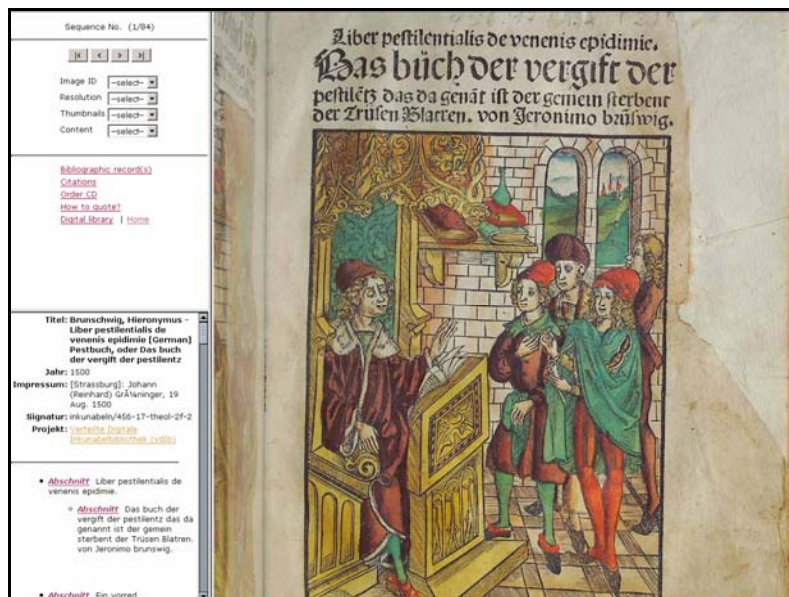 Sequence No. (1/84)
|< < > >|
Image ID --select--
Resolution --select--
Thumbnails --select--
Content --select--
Bibliographic record(s)
Citations
Order CD
How to quote?
Digital library | Home
Titel: Brunschwig, Hieronymus -
Liber pestilentialis de
venenis epidimie [German]
Pestbuch, oder Das buch
der vergift der pestilentz
Jahr: 1500
Impressum: [Strassburg]: Johann
(Reinhard) GrÃ¼ninger, 19
Aug. 1500
Signatur: inkunabeln/456-17-theol-2f-2
Projekt: Verteilte Digitale
Inkunabelbibliothek (vdIb)
• Abschnitt Liber pestilentialis de
venenis epidimie.
Abschnitt Das buch der
vergift der pestilentz das da
genannt ist der gemein
sterbent der Trüsen Blatren.
von Jeronimo brunswig.
• Abschnitt Ein vorred
Liber pestilentialis de venenis epidimie.
Das büch der vergift der
pestilētz das da genāt ist der gemein sterbent
der Trüsen Blatren. von Jeronimo brüswig.